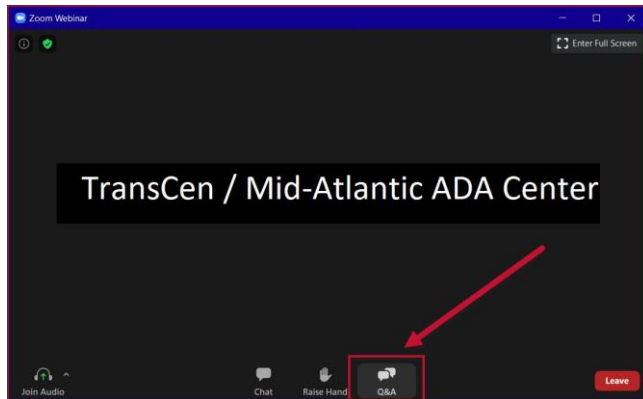 Zoom Webinar
Enter Full Screen
TransCen / Mid-Atlantic ADA Center
Join Audio
Chat
Raise Hand
Q&A
Leave